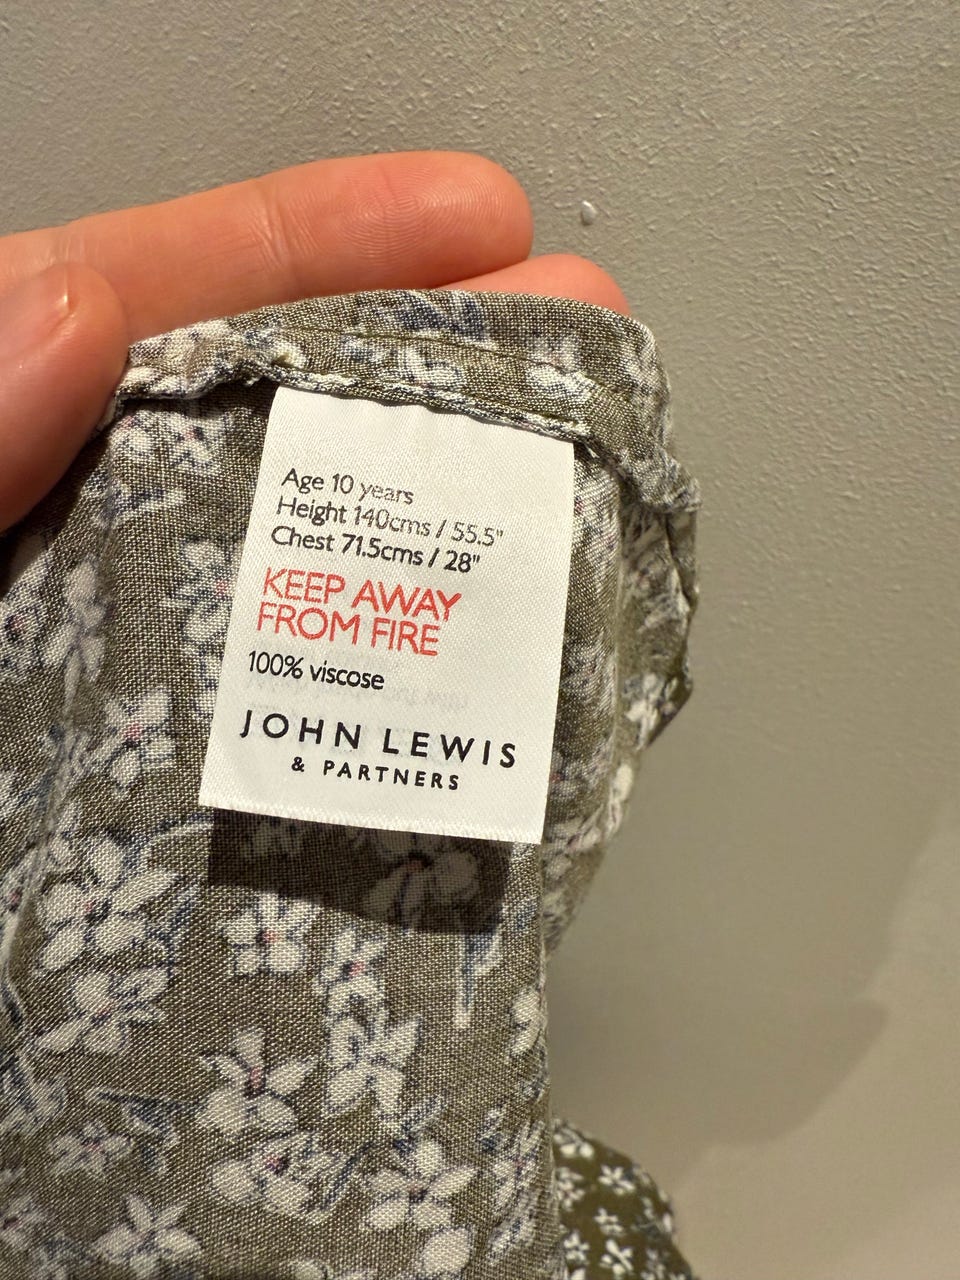 Age 10 years
Height 140cms / 55.5"
Chest 71.5cms / 28"
KEEP AWAY
FROM FIRE
100% viscose
JOHN LEWIS
& PARTNERS